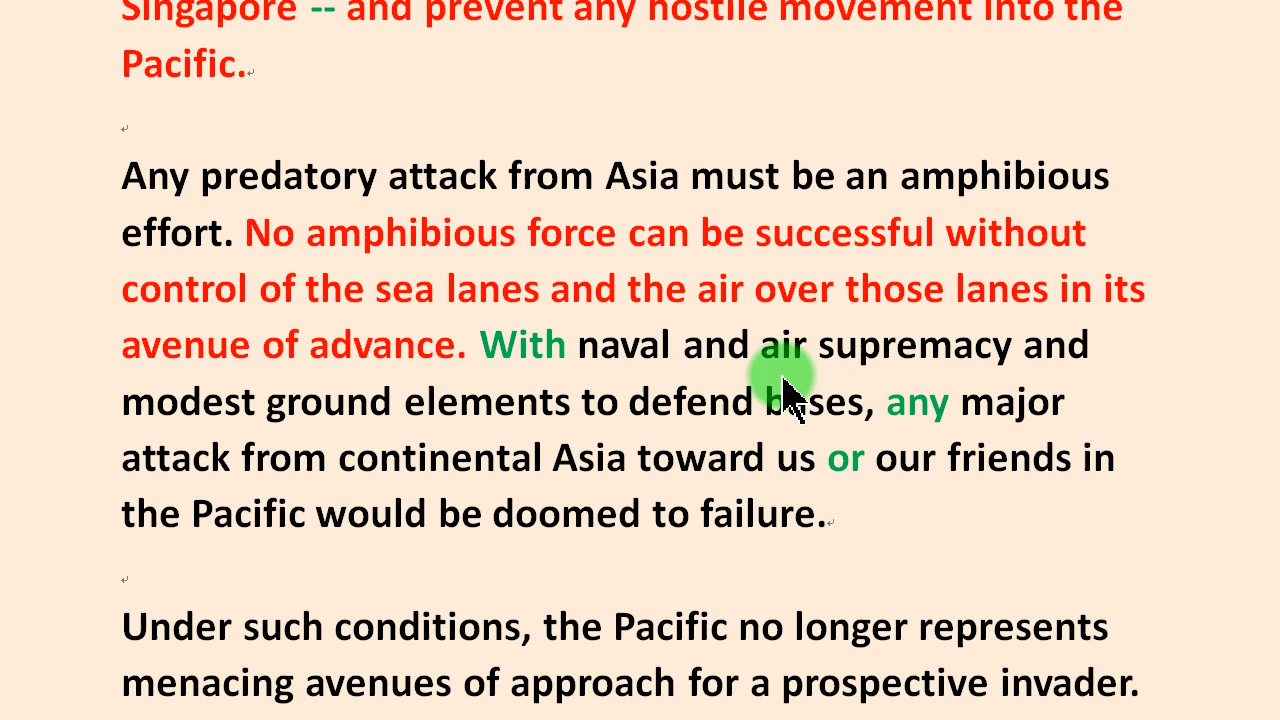 Singapore -- and prevent any hostile movement into the
Pacific.
Any predatory attack from Asia must be an amphibious
effort. No amphibious force can be successful without
control of the sea lanes and the air over those lanes in its
avenue of advance. With naval and air supremacy and
modest ground elements to defend bases, any major
attack from continental Asia toward us or our friends in
the Pacific would be doomed to failure.
Under such conditions, the Pacific no longer represents
menacing avenues of approach for a prospective invader.